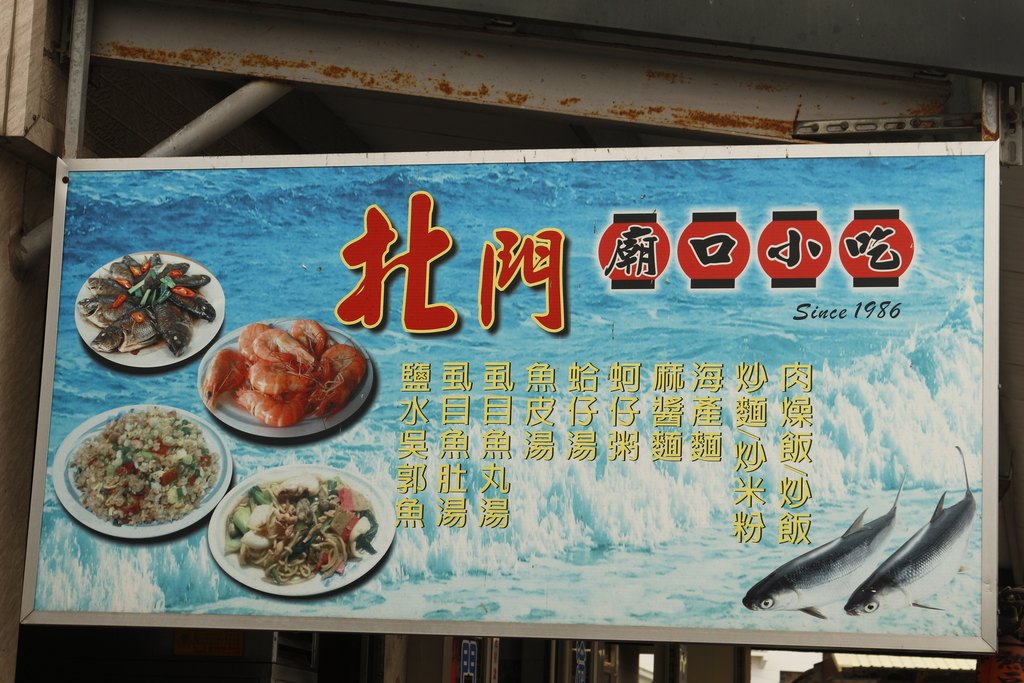 北門
廟口小吃
Since 1986
肉燥飯/炒飯
炒麵/炒米粉
海產麵
麻醬麵
蚵仔粥
蛤仔湯
魚皮湯
虱目魚丸湯
虱目魚肚湯
鹽水吳郭魚